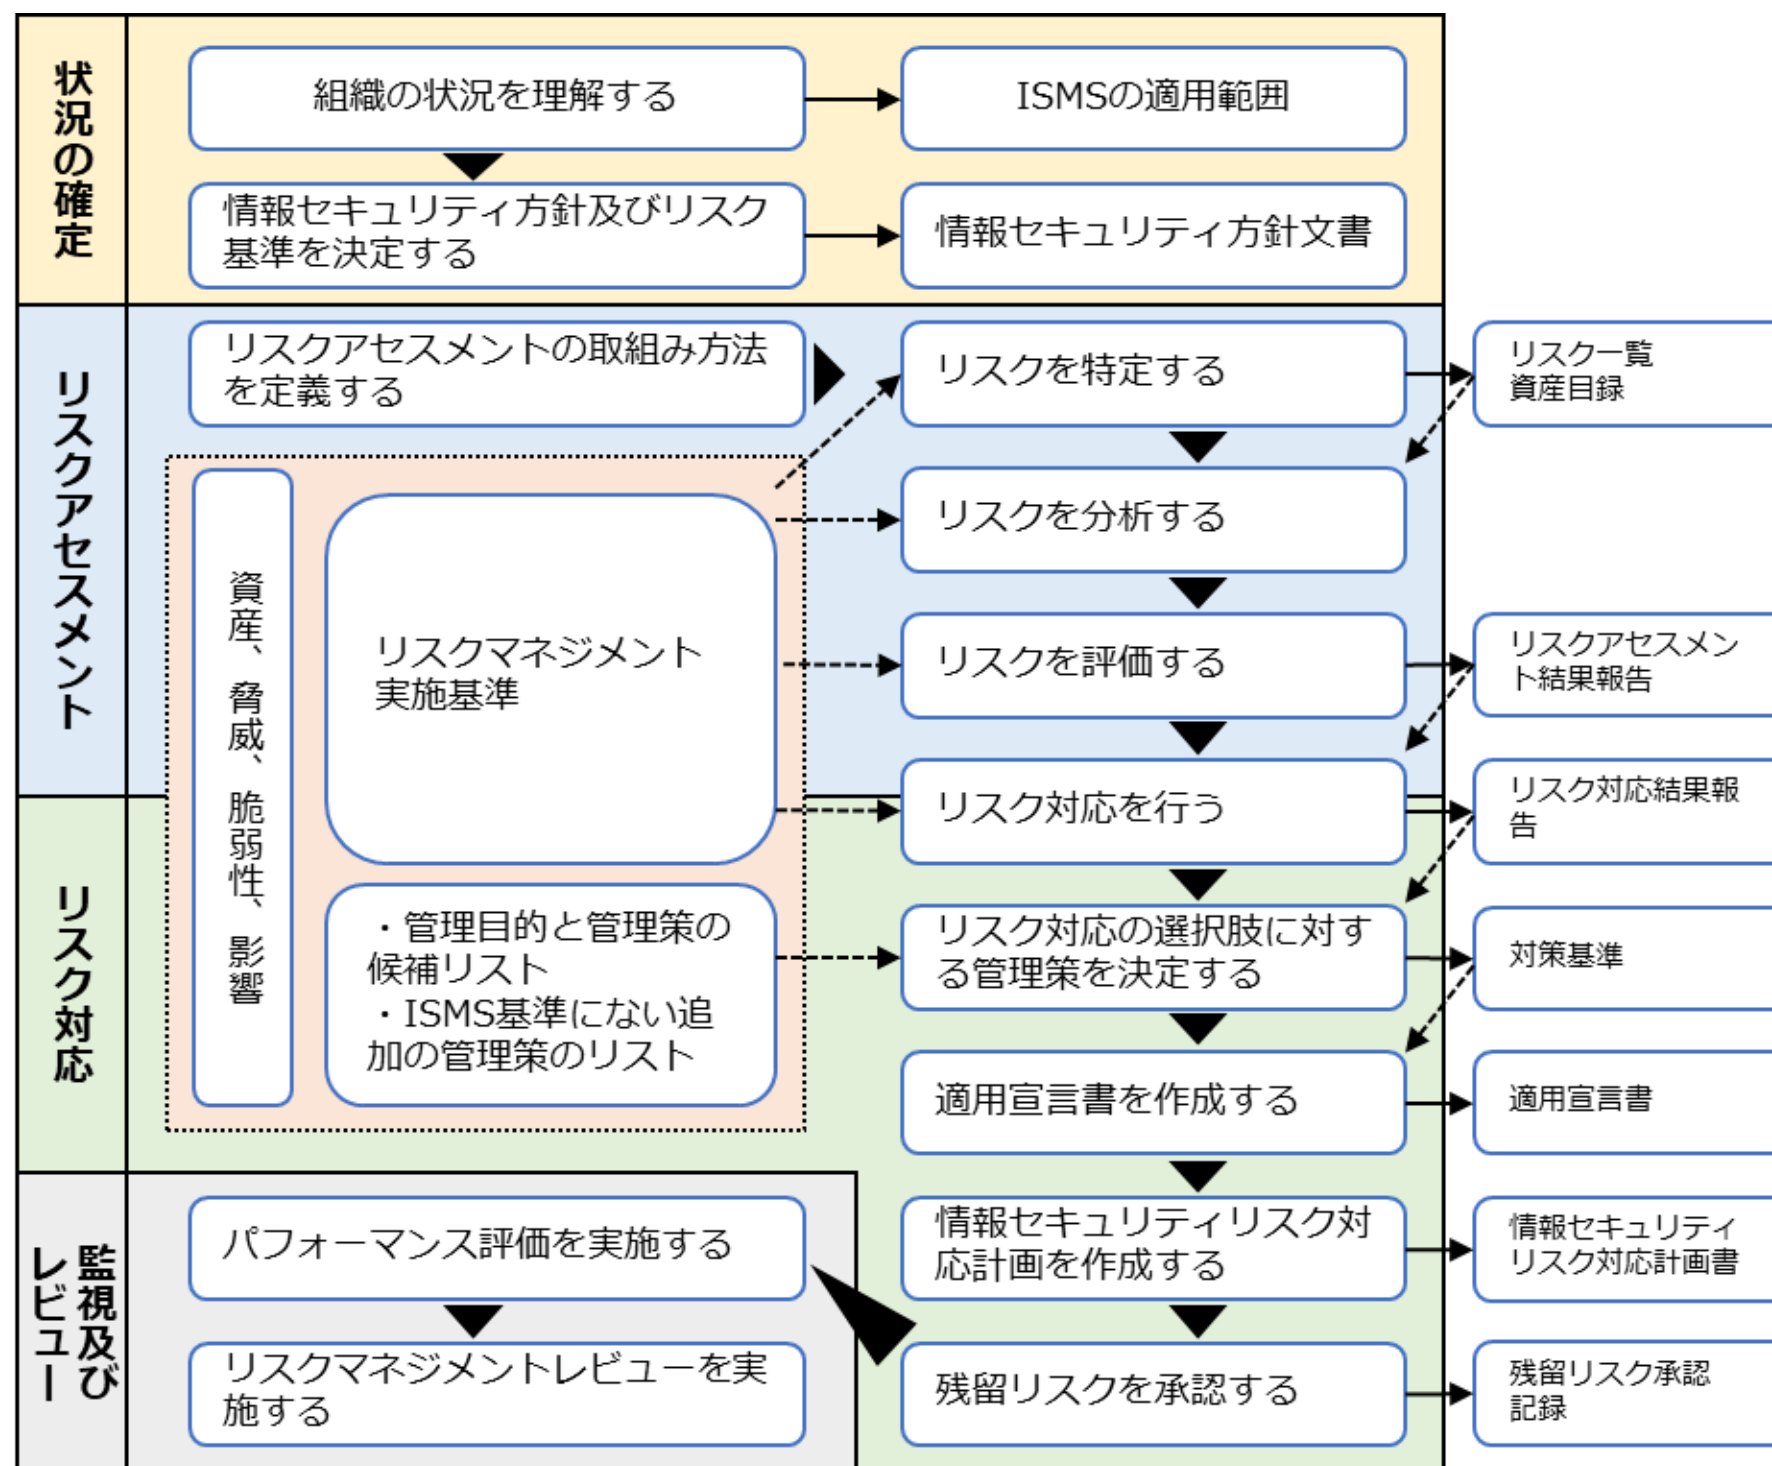 状況の確定
組織の状況を理解する
ISMSの適用範囲
情報セキュリティ方針及びリスク
基準を決定する
情報セキュリティ方針文書
リスクアセスメント
リスクアセスメントの取組み方法
を定義する
リスクを特定する
リスク一覧
資産目録
資産、脅威、脆弱性、影響
リスクマネジメント
実施基準
リスクを分析する
リスクを評価する
リスクアセスメン
ト結果報告
リスク対応を行う
リスク対応結果報
告
リスク対応
・管理目的と管理策の
候補リスト
・ISMS基準にない追
加の管理策のリスト
リスク対応の選択肢に対す
る管理策を決定する
対策基準
適用宣言書を作成する
適用宣言書
情報セキュリティリスク対
応計画を作成する
情報セキュリティ
リスク対応計画書
残留リスクを承認する
残留リスク承認
記録
監視及び
レビュー
パフォーマンス評価を実施する
リスクマネジメントレビューを実
施する